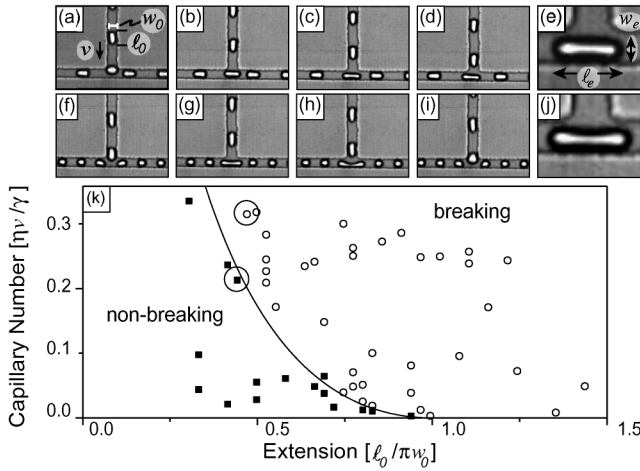 (a) w₀ v ℓ₀
(b)
(c)
(d)
(e) wₑ ℓₑ
(f)
(g)
(h)
(i)
(j)
(k)
breaking
non-breaking
Capillary Number [ηv/γ]
0.3
0.2
0.1
0.0
0.0 0.5 1.0 1.5
Extension [ℓ₀/πw₀]